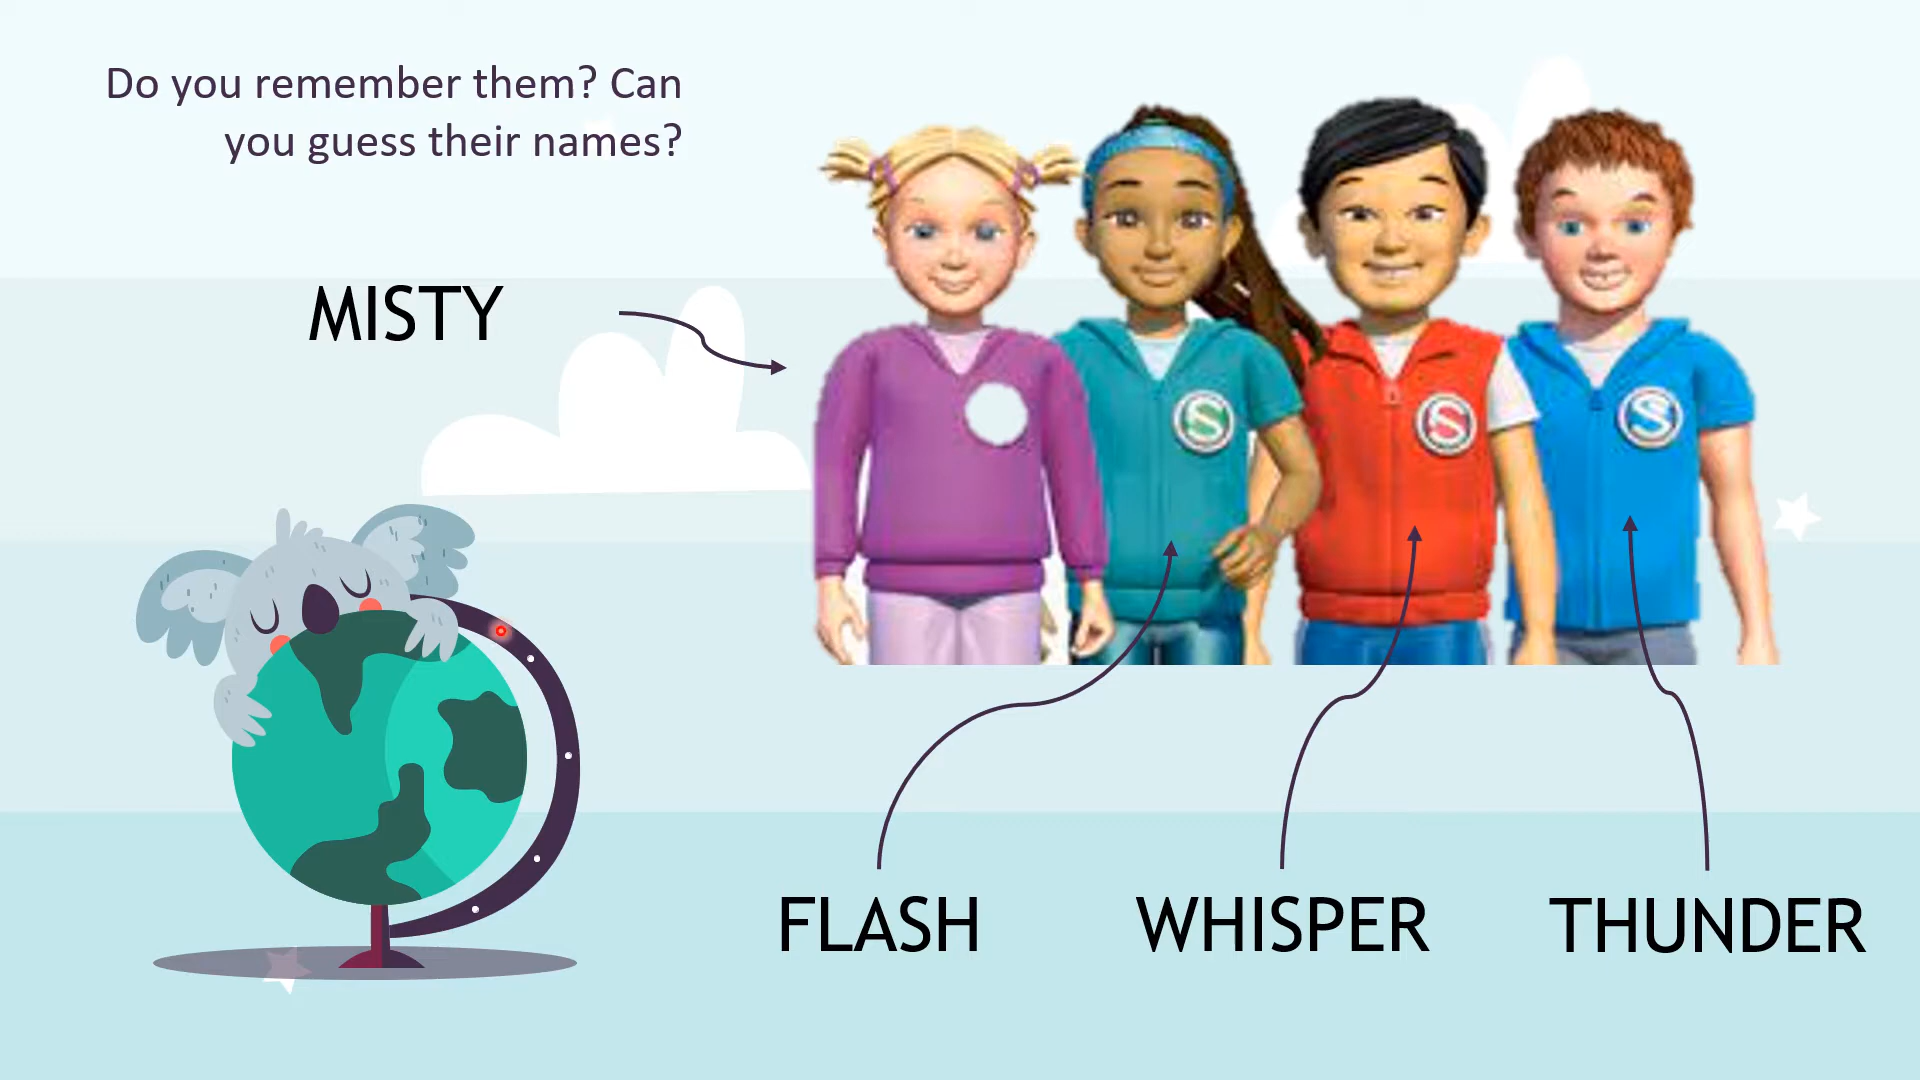 Do you remember them? Can
you guess their names?
MISTY
S
S
S
FLASH
WHISPER
THUNDER